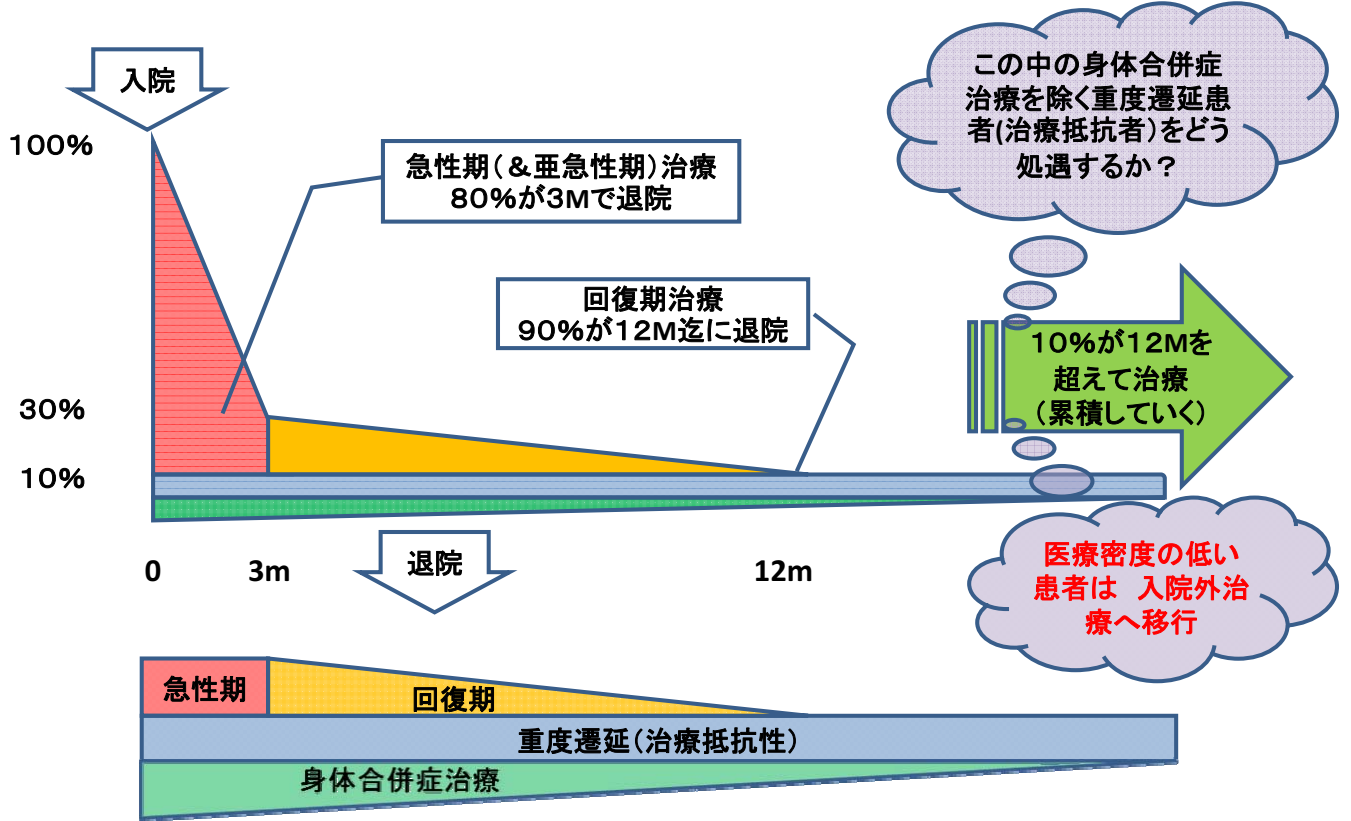 入院
100%
急性期(&亜急性期)治療
80%が3Mで退院
この中の身体合併症
治療を除く重度遷延患
者(治療抵抗者)をどう
処遇するか?
回復期治療
90%が12M迄に退院
10%が12Mを
超えて治療
(累積していく)
30%
10%
0
3m
退院
12m
医療密度の低い
患者は 入院外治
療へ移行
急性期
回復期
重度遷延(治療抵抗性)
身体合併症治療